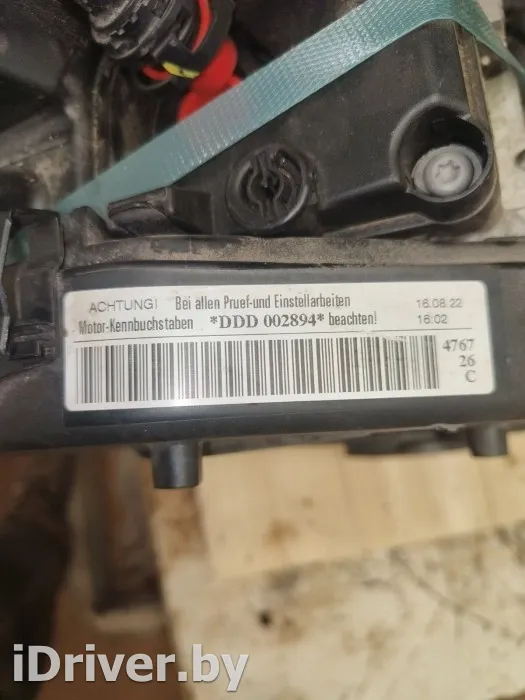 ACHTUNG! Bei allen Pruef-und Einstellarbeiten 16.08.22
Motor-Kennbuchstaben *DDD 002894* beachten! 16:02
4767
26
C
iDriver.by